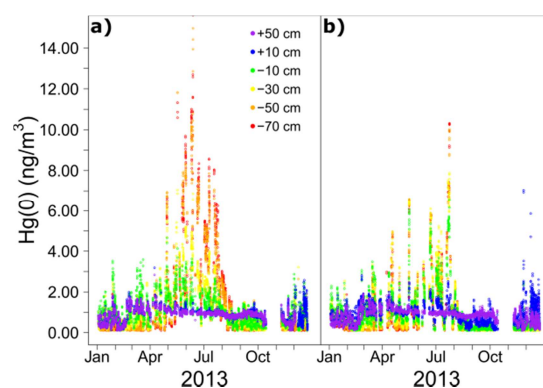 a)
b)
+50 cm
+10 cm
−10 cm
−30 cm
−50 cm
−70 cm
Hg(0) (ng/m³)
14.00
12.00
10.00
8.00
6.00
4.00
2.00
0.00
Jan Apr Jul Oct
Jan Apr Jul Oct
2013
2013